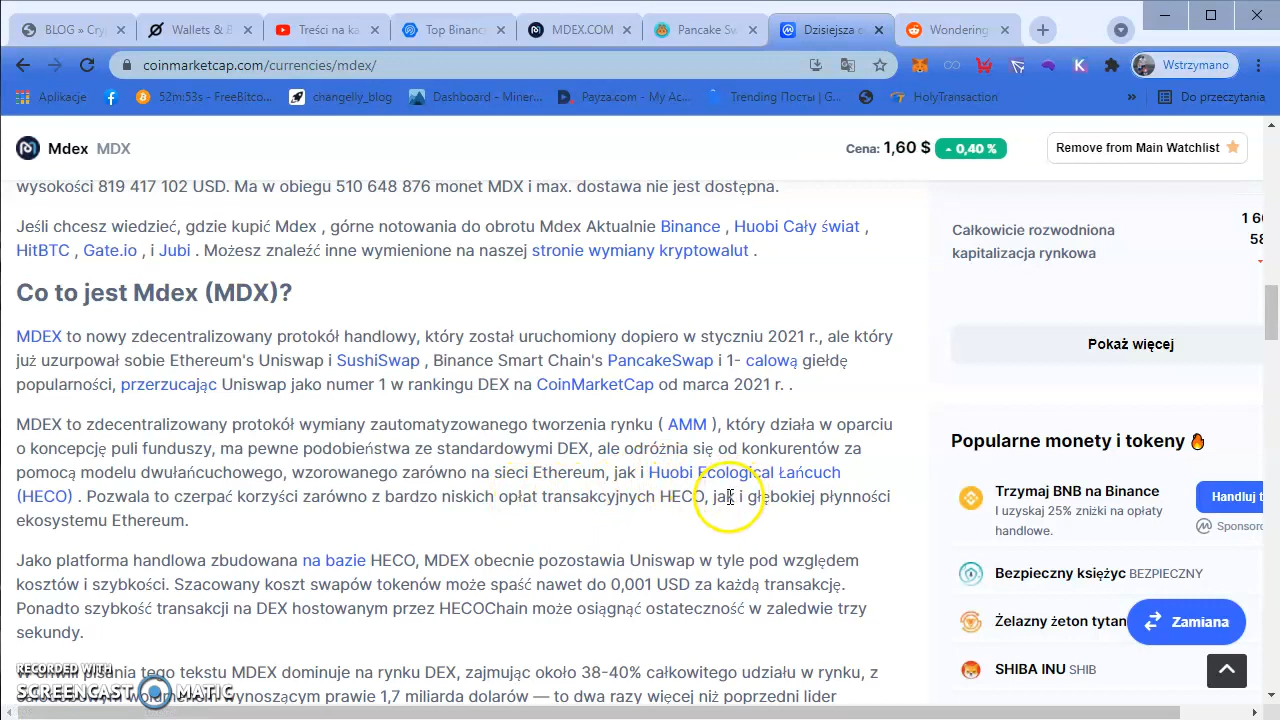 BLOG » Cry
Wallets & E
Treści na ka
Top Binanc
MDEX.COM
Pancake Sw
Dzisiejsza c
Wondering
coinmarketcap.com/currencies/mdex/
Wstrzymano
Aplikacje
52m:53s - FreeBitco...
changelly_blog
Dashboard - Miner...
Payza.com - My Ac...
Trending Посты | G...
HolyTransaction
»
Do przeczytania
Mdex MDX
Cena: 1,60 $ 0,40 %
Remove from Main Watchlist
wysokości 819 417 102 USD. Ma w obiegu 510 648 876 monet MDX i max. dostawa nie jest dostępna.
Jeśli chcesz wiedzieć, gdzie kupić Mdex , górne notowania do obrotu Mdex Aktualnie Binance , Huobi Cały świat ,
HitBTC , Gate.io , i Jubi . Możesz znaleźć inne wymienione na naszej stronie wymiany kryptowalut .
Co to jest Mdex (MDX)?
MDEX to nowy zdecentralizowany protokół handlowy, który został uruchomiony dopiero w styczniu 2021 r., ale który
już uzurpował sobie Ethereum's Uniswap i SushiSwap , Binance Smart Chain's PancakeSwap i 1- calową giełdę
popularności, przerzucając Uniswap jako numer 1 w rankingu DEX na CoinMarketCap od marca 2021 r. .
MDEX to zdecentralizowany protokół wymiany zautomatyzowanego tworzenia rynku ( AMM ), który działa w oparciu
o koncepcję puli funduszy, ma pewne podobieństwa ze standardowymi DEX, ale odróżnia się od konkurentów za
pomocą modelu dwułańcuchowego, wzorowanego zarówno na sieci Ethereum, jak i Huobi Ecological Łańcuch
(HECO) . Pozwala to czerpać korzyści zarówno z bardzo niskich opłat transakcyjnych HECO, jak i głębokiej płynności
ekosystemu Ethereum.
Jako platforma handlowa zbudowana na bazie HECO, MDEX obecnie pozostawia Uniswap w tyle pod względem
kosztów i szybkości. Szacowany koszt swapów tokenów może spaść nawet do 0,001 USD za każdą transakcję.
Ponadto szybkość transakcji na DEX hostowanym przez HECOChain może osiągnąć ostateczność w zaledwie trzy
sekundy.
W chwili pisania tego tekstu MDEX dominuje na rynku DEX, zajmując około 38-40% całkowitego udziału w rynku, z
wynoszącym prawie 1,7 miliarda dolarów — to dwa razy więcej niż poprzedni lider
RECORDED WITH
SCREENCAST MATIC
Całkowicie rozwodniona
kapitalizacja rynkowa
1 6
58
Pokaż więcej
Popularne monety i tokeny
Trzymaj BNB na Binance
I uzyskaj 25% zniżki na opłaty
handlowe.
Handluj t
Sponsor
Bezpieczny księżyc BEZPIECZNY
Żelazny żeton tytan
Zamiana
SHIBA INU SHIB